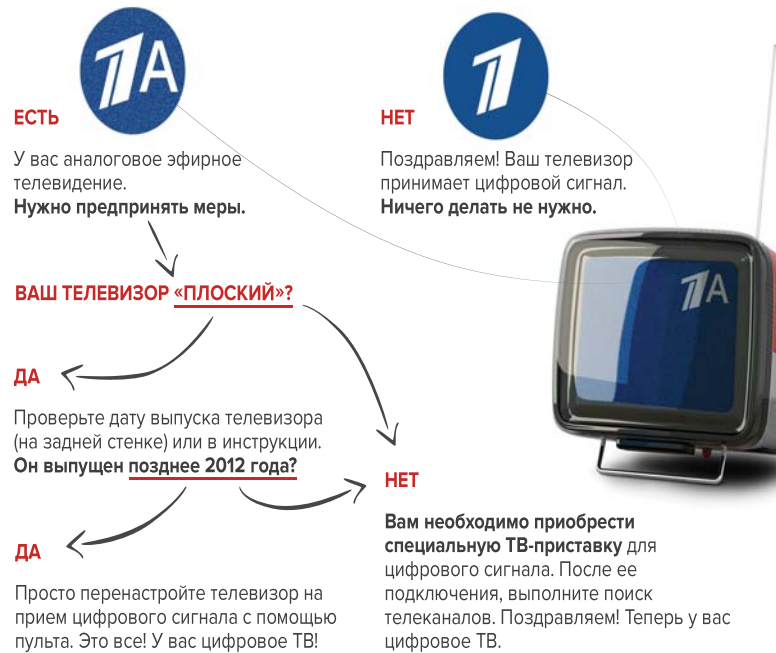 1А
1
ЕСТЬ
У вас аналоговое эфирное
телевидение.
Нужно предпринять меры.
НЕТ
Поздравляем! Ваш телевизор
принимает цифровой сигнал.
Ничего делать не нужно.
1А
ВАШ ТЕЛЕВИЗОР «ПЛОСКИЙ»?
ДА
Проверьте дату выпуска телевизора
(на задней стенке) или в инструкции.
Он выпущен позднее 2012 года?
ДА
Просто перенастройте телевизор на
прием цифрового сигнала с помощью
пульта. Это все! У вас цифровое ТВ!
НЕТ
Вам необходимо приобрести
специальную ТВ-приставку для
цифрового сигнала. После ее
подключения, выполните поиск
телеканалов. Поздравляем! Теперь у вас
цифровое ТВ.